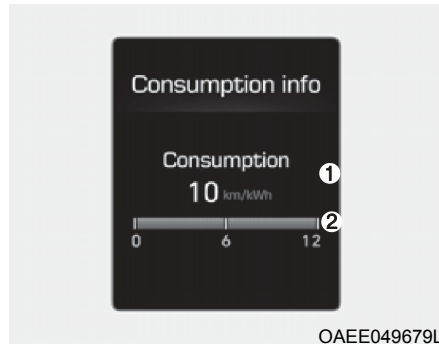 Consumption info
Consumption
①
10 km/kWh
②
0 6 12
OAEE049679L